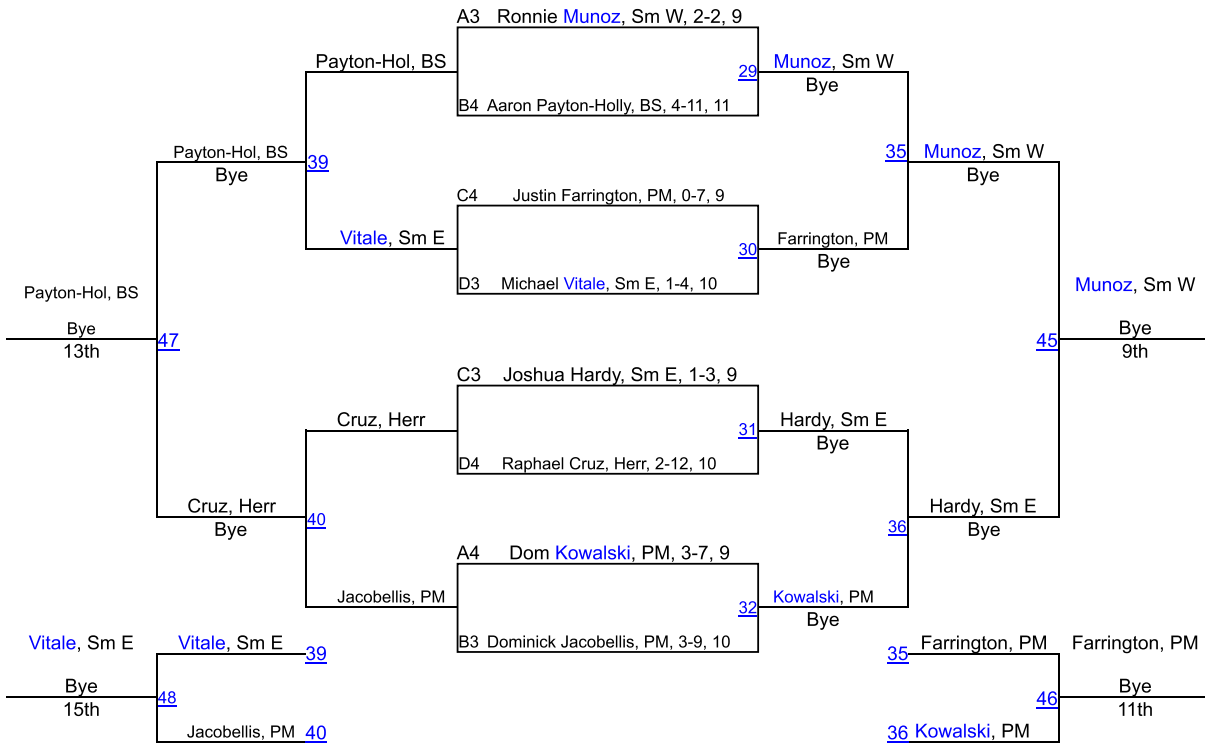 A3 Ronnie Munoz, Sm W, 2-2, 9
Payton-Hol, BS
29
Munoz, Sm W
Bye
B4 Aaron Payton-Holly, BS, 4-11, 11
Payton-Hol, BS
Bye
39
35
Munoz, Sm W
Bye
C4 Justin Farrington, PM, 0-7, 9
Vitale, Sm E
30
Farrington, PM
Bye
D3 Michael Vitale, Sm E, 1-4, 10
Payton-Hol, BS
Bye
13th
47
45
Munoz, Sm W
Bye
9th
C3 Joshua Hardy, Sm E, 1-3, 9
Cruz, Herr
31
Hardy, Sm E
Bye
D4 Raphael Cruz, Herr, 2-12, 10
Cruz, Herr
Bye
40
36
Hardy, Sm E
Bye
A4 Dom Kowalski, PM, 3-7, 9
Jacobellis, PM
32
Kowalski, PM
Bye
B3 Dominick Jacobellis, PM, 3-9, 10
Vitale, Sm E
Vitale, Sm E
39
35
Farrington, PM
Farrington, PM
Bye
15th
48
46
Bye
11th
Jacobellis, PM 40
36 Kowalski, PM